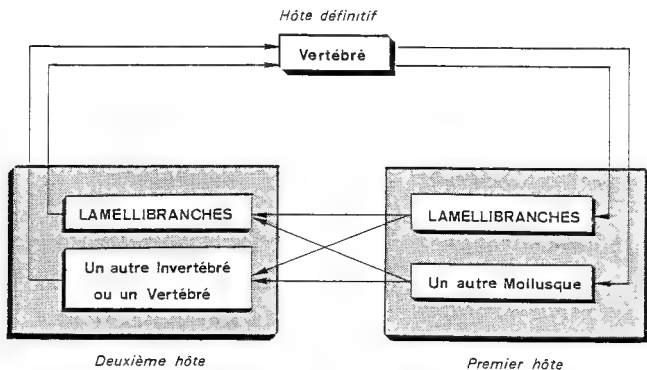 Hôte définitif
Vertébré
LAMELLIBRANCHES
LAMELLIBRANCHES
Un autre Invertébré
ou un Vertébré
Un autre Mollusque
Deuxième hôte
Premier hôte